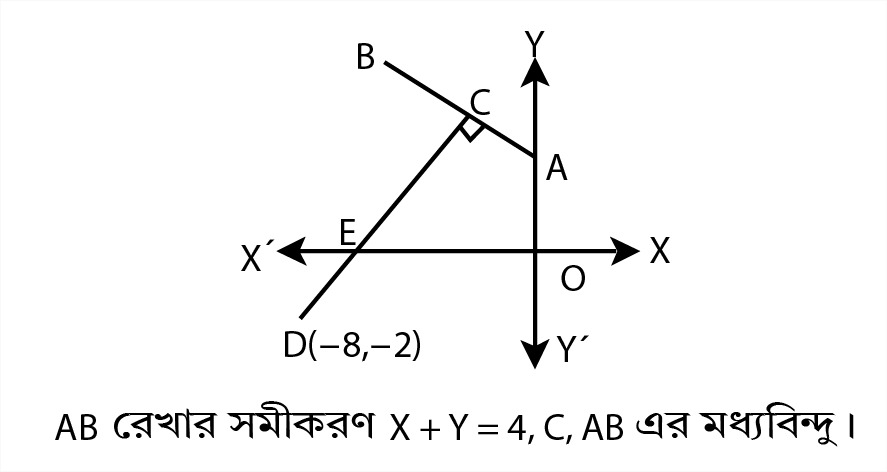 Y
B
C
A
E
X´
X
O
D(−8,−2)
Y´
AB রেখার সমীকরণ X + Y = 4, C, AB এর মধ্যবিন্দু।